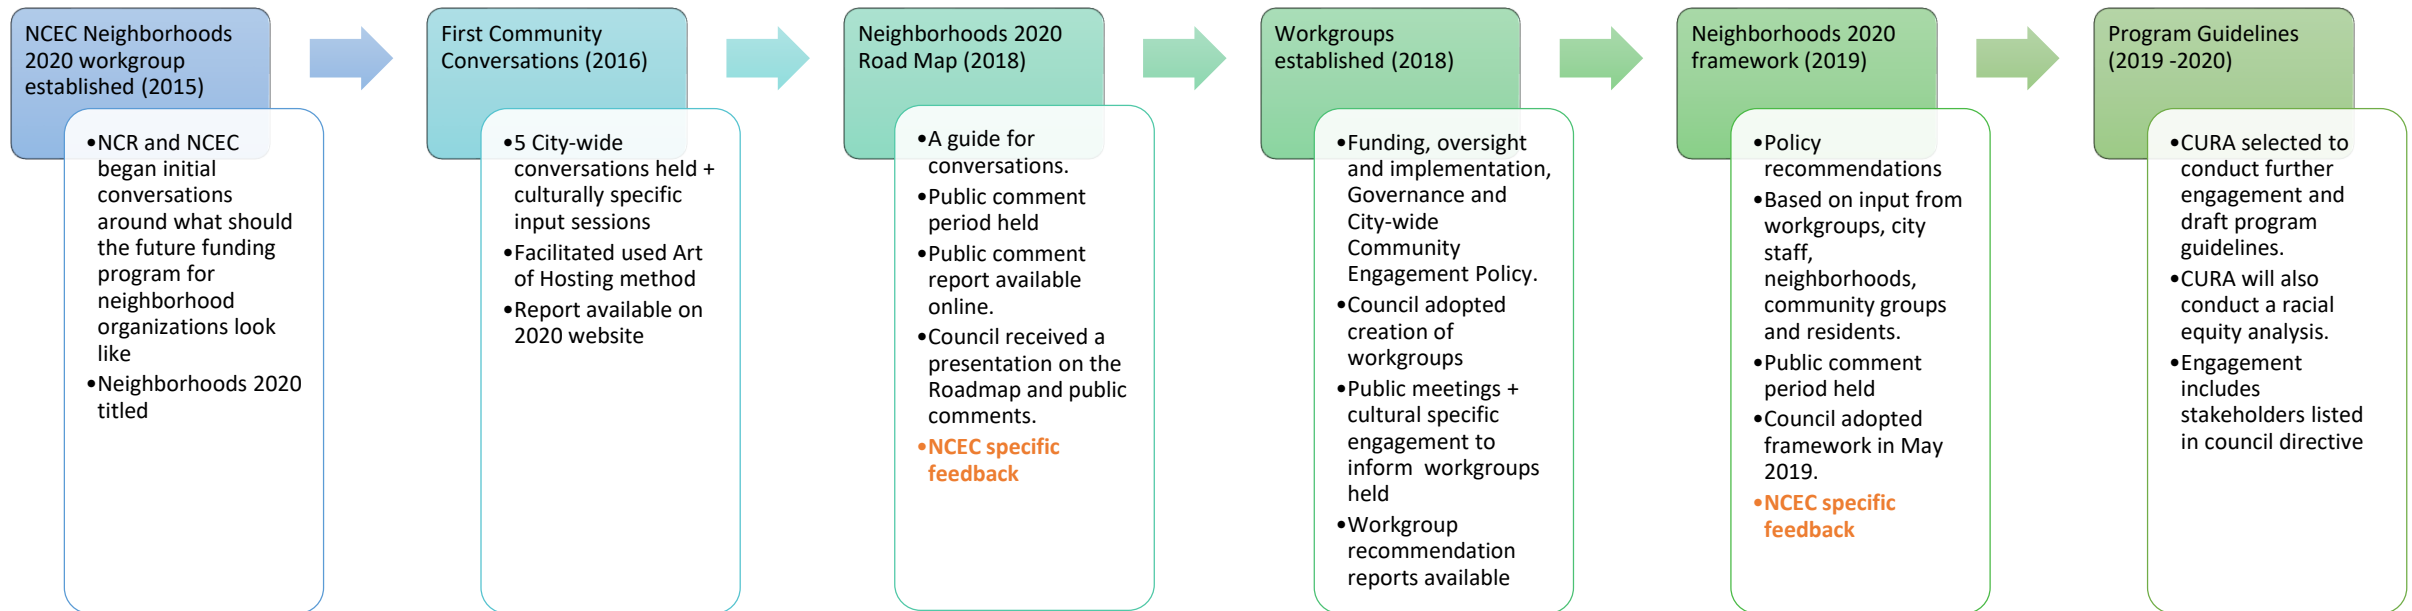 NCEC Neighborhoods
2020 workgroup
established (2015)
•NCR and NCEC
began initial
conversations
around what should
the future funding
program for
neighborhood
organizations look
like
•Neighborhoods 2020
titled
First Community
Conversations (2016)
•5 City-wide
conversations held +
culturally specific
input sessions
•Facilitated used Art
of Hosting method
•Report available on
2020 website
Neighborhoods 2020
Road Map (2018)
•A guide for
conversations.
•Public comment
period held
•Public comment
report available
online.
•Council received a
presentation on the
Roadmap and public
comments.
•NCEC specific
feedback
Workgroups
established (2018)
•Funding, oversight
and implementation,
Governance and
City-wide
Community
Engagement Policy.
•Council adopted
creation of
workgroups
•Public meetings +
cultural specific
engagement to
inform workgroups
held
•Workgroup
recommendation
reports available
Neighborhoods 2020
framework (2019)
•Policy
recommendations
•Based on input from
workgroups, city
staff,
neighborhoods,
community groups
and residents.
•Public comment
period held
•Council adopted
framework in May
2019.
•NCEC specific
feedback
Program Guidelines
(2019 -2020)
•CURA selected to
conduct further
engagement and
draft program
guidelines.
•CURA will also
conduct a racial
equity analysis.
•Engagement
includes
stakeholders listed
in council directive